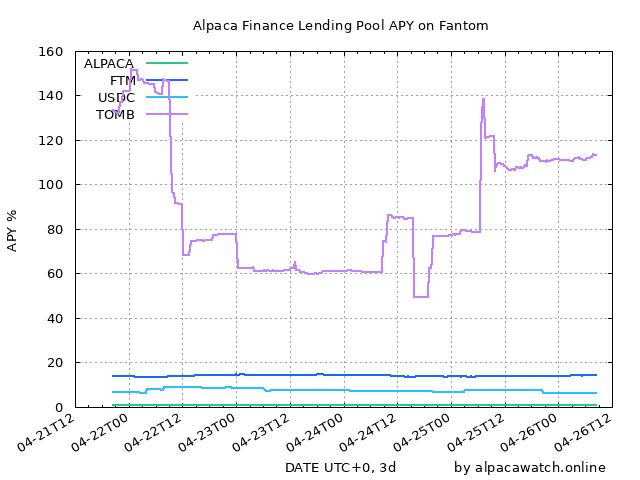 Alpaca Finance Lending Pool APY on Fantom
160
140
120
100
80
60
40
20
0
APY %
ALPACA
FTM
USDC
TOMB
04-21T12
04-22T00
04-22T12
04-23T00
04-23T12
04-24T00
04-24T12
04-25T00
04-25T12
04-26T00
04-26T12
DATE UTC+0, 3d
by alpacawatch.online